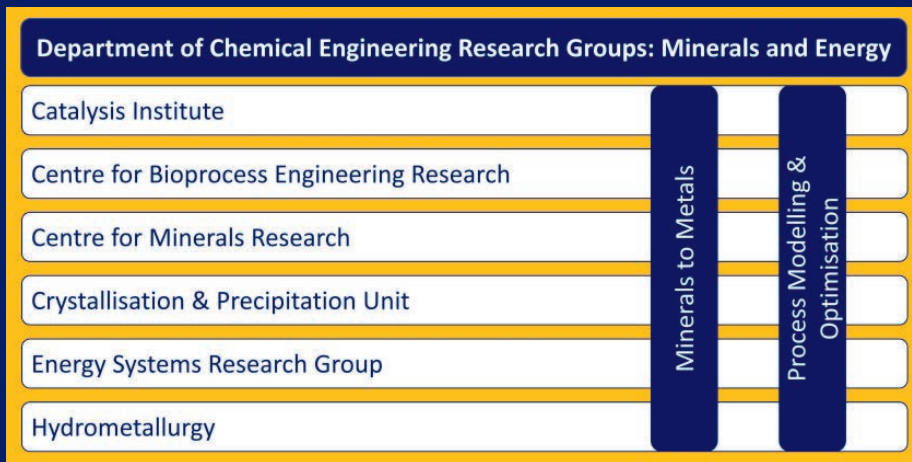 Department of Chemical Engineering Research Groups: Minerals and Energy
Catalysis Institute
Centre for Bioprocess Engineering Research
Centre for Minerals Research
Crystallisation & Precipitation Unit
Energy Systems Research Group
Hydrometallurgy
Minerals to Metals
Process Modelling &
Optimisation